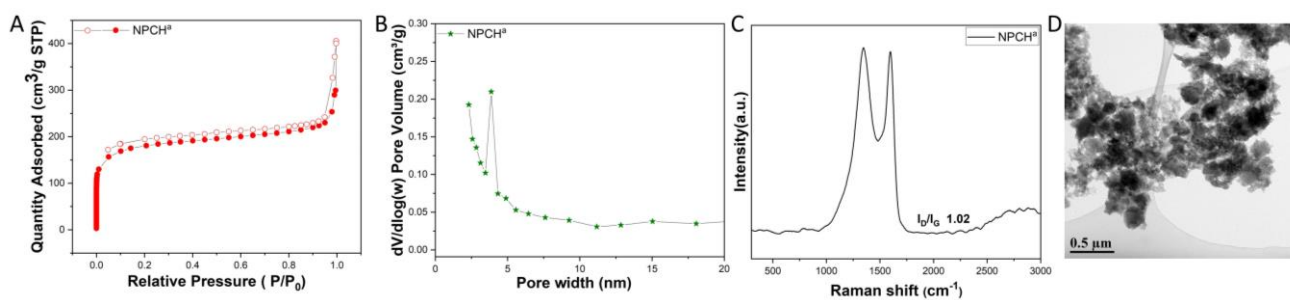 A
NPCHᵃ
Quantity Adsorbed (cm³/g STP)
400
300
200
100
0
0.0 0.2 0.4 0.6 0.8 1.0
Relative Pressure ( P/P₀)
B
NPCHᵃ
dV/dlog(w) Pore Volume (cm³/g)
0.30
0.25
0.20
0.15
0.10
0.05
0.00
0 5 10 15 20
Pore width (nm)
C
NPCHᵃ
Intensity(a.u.)
I_D/I_G 1.02
500 1000 1500 2000 2500 3000
Raman shift (cm⁻¹)
D
0.5 µm